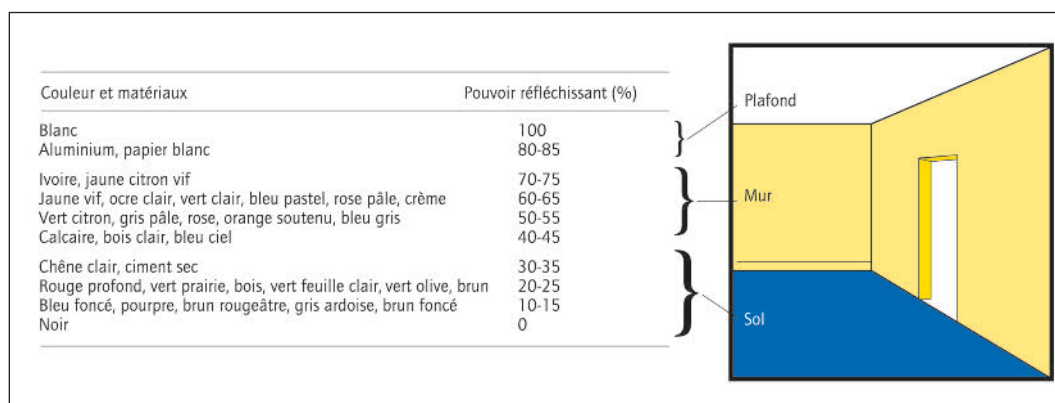 Couleur et matériaux Pouvoir réfléchissant (%)
Blanc 100
Aluminium, papier blanc 80-85
Ivoire, jaune citron vif 70-75
Jaune vif, ocre clair, vert clair, bleu pastel, rose pâle, crème 60-65
Vert citron, gris pâle, rose, orange soutenu, bleu gris 50-55
Calcaire, bois clair, bleu ciel 40-45
Chêne clair, ciment sec 30-35
Rouge profond, vert prairie, bois, vert feuille clair, vert olive, brun 20-25
Bleu foncé, pourpre, brun rougeâtre, gris ardoise, brun foncé 10-15
Noir 0
Plafond
Mur
Sol